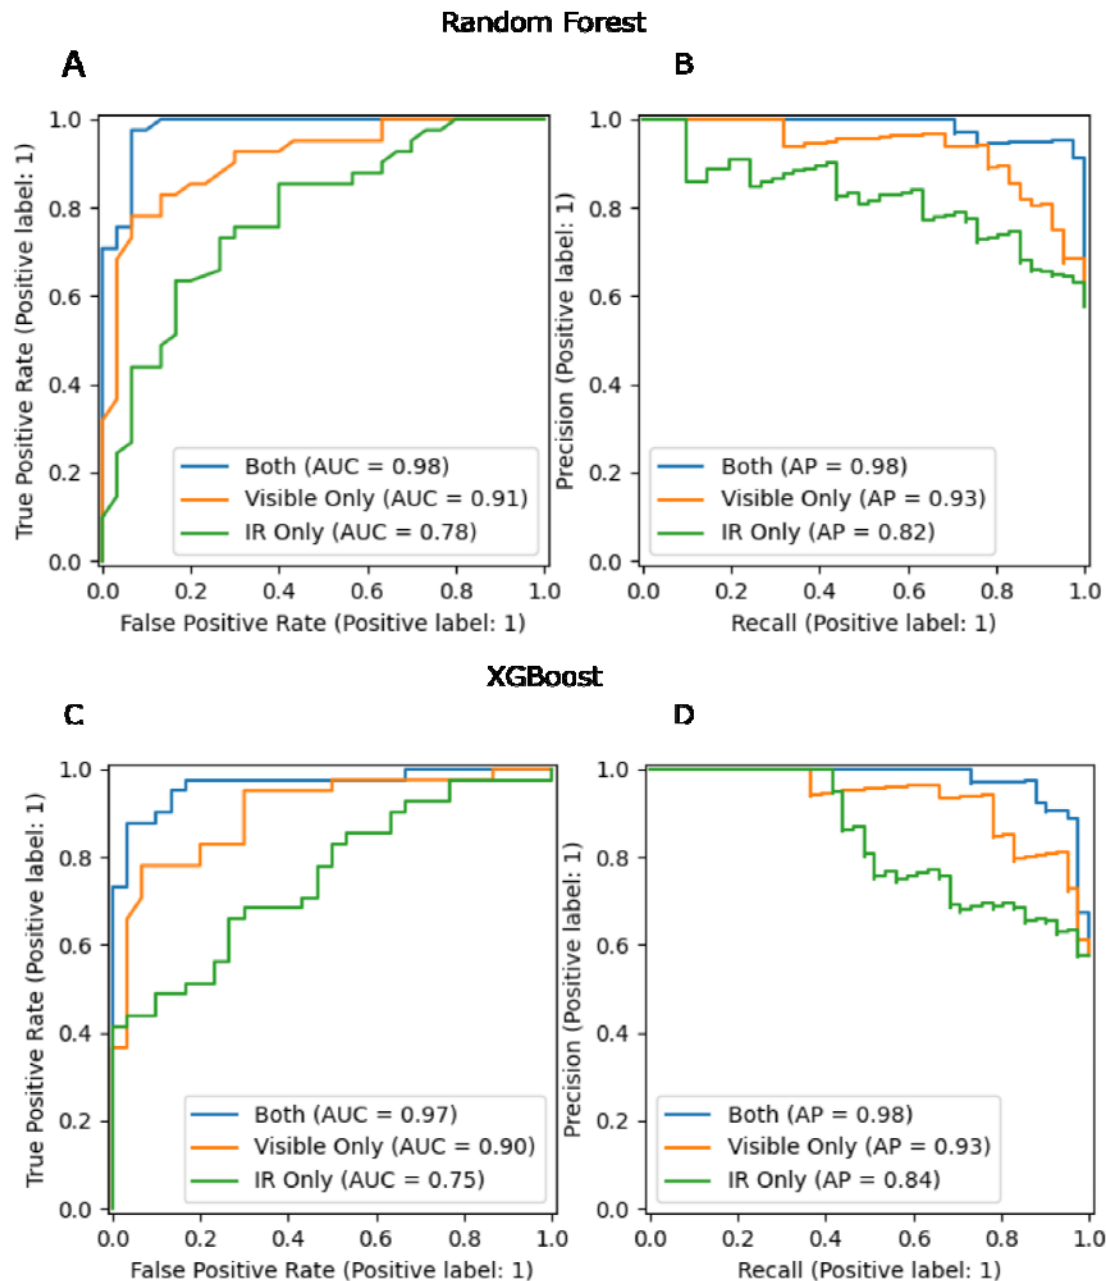 Random Forest
A
B
True Positive Rate (Positive label: 1)
1.0
0.8
0.6
0.4
0.2
0.0
Both (AUC = 0.98)
Visible Only (AUC = 0.91)
IR Only (AUC = 0.78)
0.0 0.2 0.4 0.6 0.8 1.0
False Positive Rate (Positive label: 1)
Precision (Positive label: 1)
1.0
0.8
0.6
0.4
0.2
0.0
Both (AP = 0.98)
Visible Only (AP = 0.93)
IR Only (AP = 0.82)
0.0 0.2 0.4 0.6 0.8 1.0
Recall (Positive label: 1)
XGBoost
C
D
True Positive Rate (Positive label: 1)
1.0
0.8
0.6
0.4
0.2
0.0
Both (AUC = 0.97)
Visible Only (AUC = 0.90)
IR Only (AUC = 0.75)
0.0 0.2 0.4 0.6 0.8 1.0
False Positive Rate (Positive label: 1)
Precision (Positive label: 1)
1.0
0.8
0.6
0.4
0.2
0.0
Both (AP = 0.98)
Visible Only (AP = 0.93)
IR Only (AP = 0.84)
0.0 0.2 0.4 0.6 0.8 1.0
Recall (Positive label: 1)